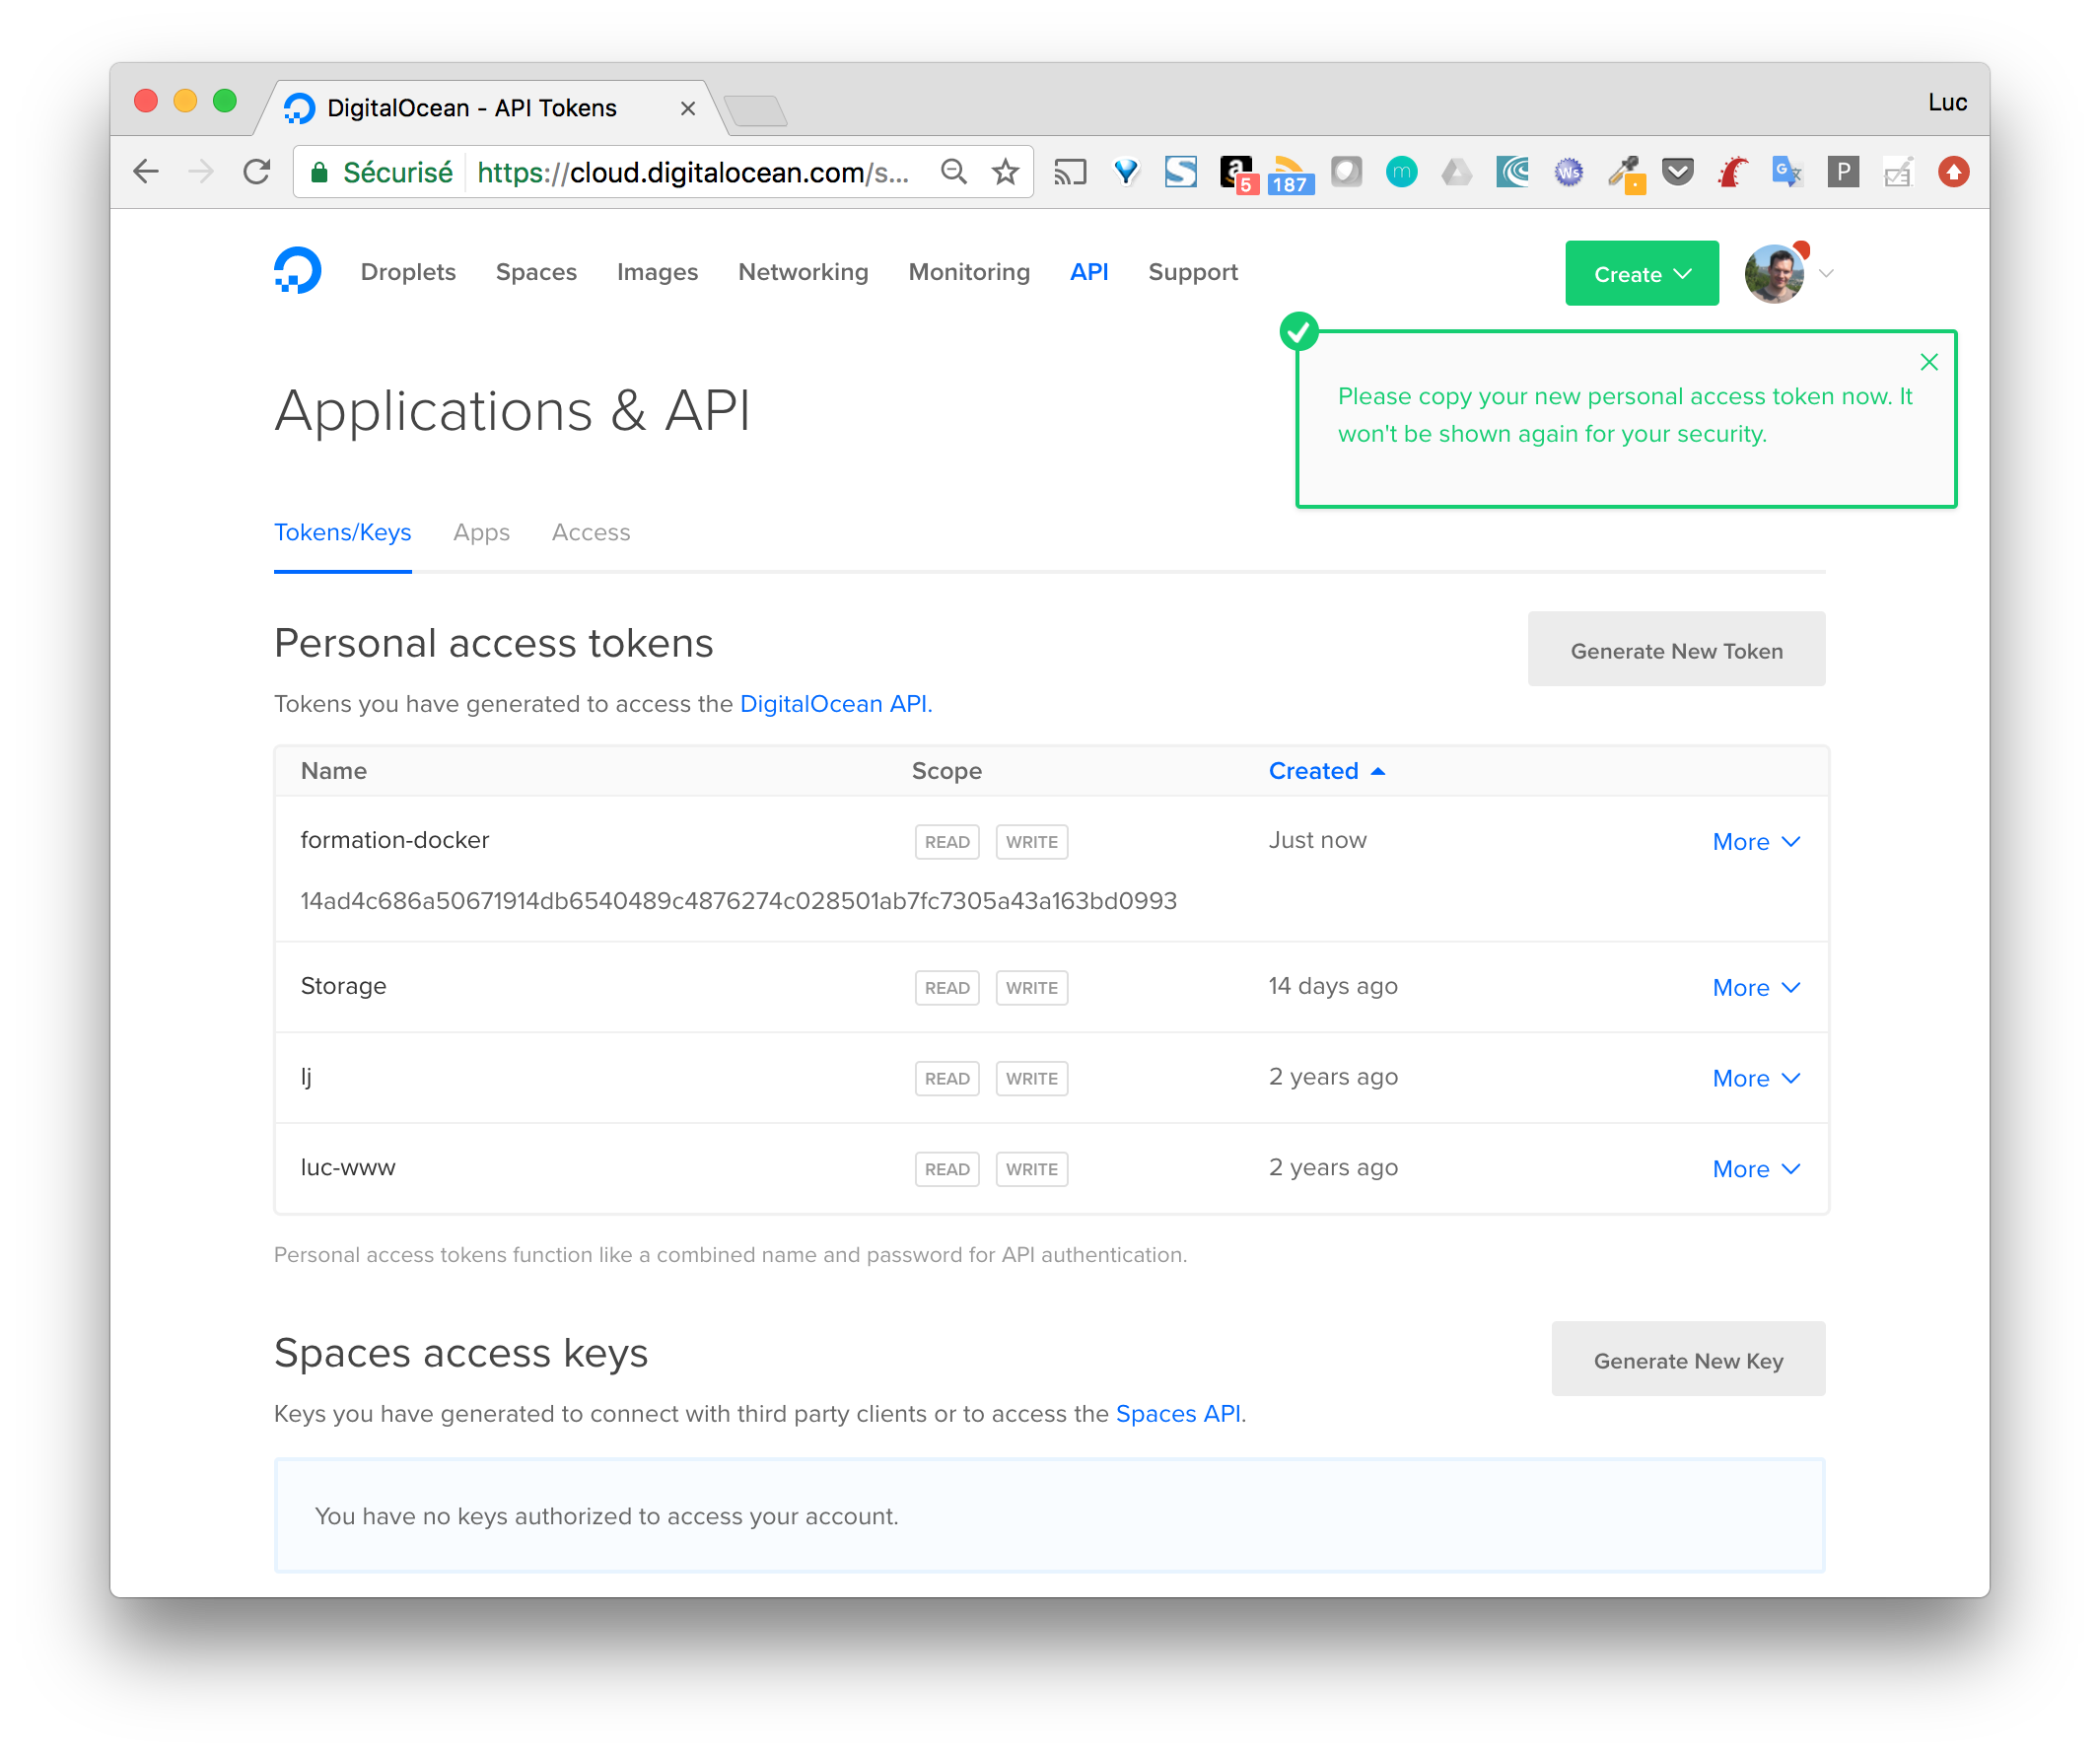 DigitalOcean - API Tokens
Luc
Sécurisé https://cloud.digitalocean.com/s...
a 5 187 m Ws G P
Droplets Spaces Images Networking Monitoring API Support Create
Please copy your new personal access token now. It
won't be shown again for your security.
Applications & API
Tokens/Keys Apps Access
Personal access tokens
Generate New Token
Tokens you have generated to access the DigitalOcean API.
Name Scope Created
formation-docker READ WRITE Just now More
14ad4c686a50671914db6540489c4876274c028501ab7fc7305a43a163bd0993
Storage READ WRITE 14 days ago More
lj READ WRITE 2 years ago More
luc-www READ WRITE 2 years ago More
Personal access tokens function like a combined name and password for API authentication.
Spaces access keys
Generate New Key
Keys you have generated to connect with third party clients or to access the Spaces API.
You have no keys authorized to access your account.